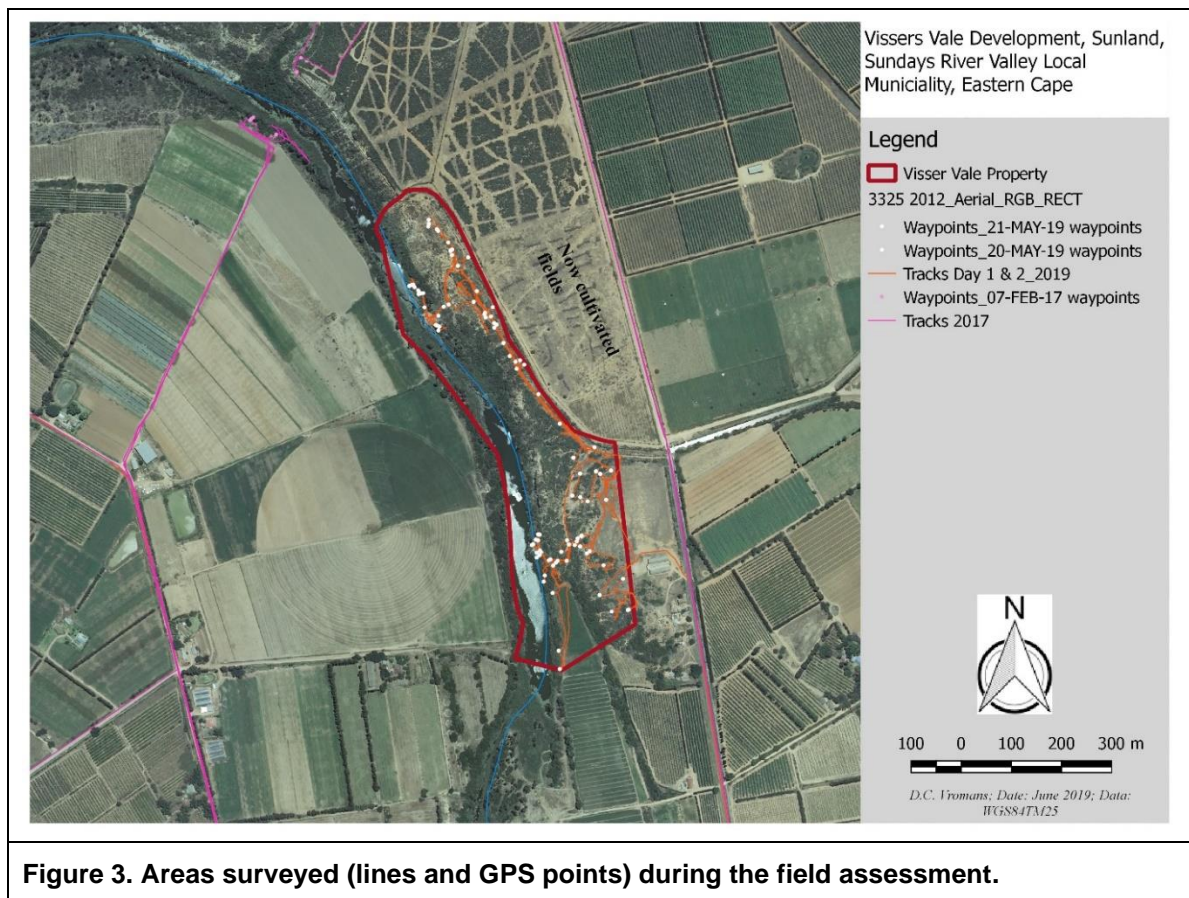 Vissers Vale Development, Sunland,
Sundays River Valley Local
Municiality, Eastern Cape
Legend
Visser Vale Property
3325 2012_Aerial_RGB_RECT
Waypoints_21-MAY-19 waypoints
Waypoints_20-MAY-19 waypoints
Tracks Day 1 & 2_2019
Waypoints_07-FEB-17 waypoints
Tracks 2017
Now cultivated
fields
N
100 0 100 200 300 m
D.C. Vromans; Date: June 2019; Data:
WGS84TM25
Figure 3. Areas surveyed (lines and GPS points) during the field assessment.